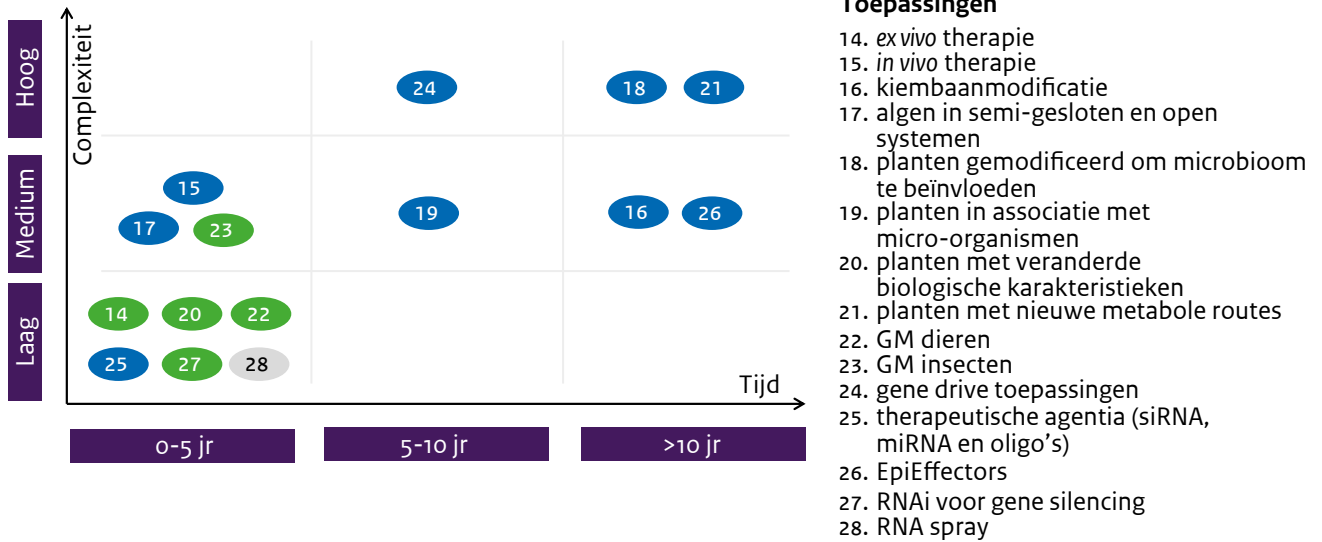 Hoog
Medium
Laag
Complexiteit
24
18
21
15
17
23
19
16
26
14
20
22
25
27
28
Tijd
0-5 jr
5-10 jr
>10 jr
Toepassingen
14. ex vivo therapie
15. in vivo therapie
16. kiembaanmodificatie
17. algen in semi-gesloten en open
systemen
18. planten gemodificeerd om microbioom
te beïnvloeden
19. planten in associatie met
micro-organismen
20. planten met veranderde
biologische karakteristieken
21. planten met nieuwe metabole routes
22. GM dieren
23. GM insecten
24. gene drive toepassingen
25. therapeutische agentia (siRNA,
miRNA en oligo’s)
26. EpiEffectors
27. RNAi voor gene silencing
28. RNA spray